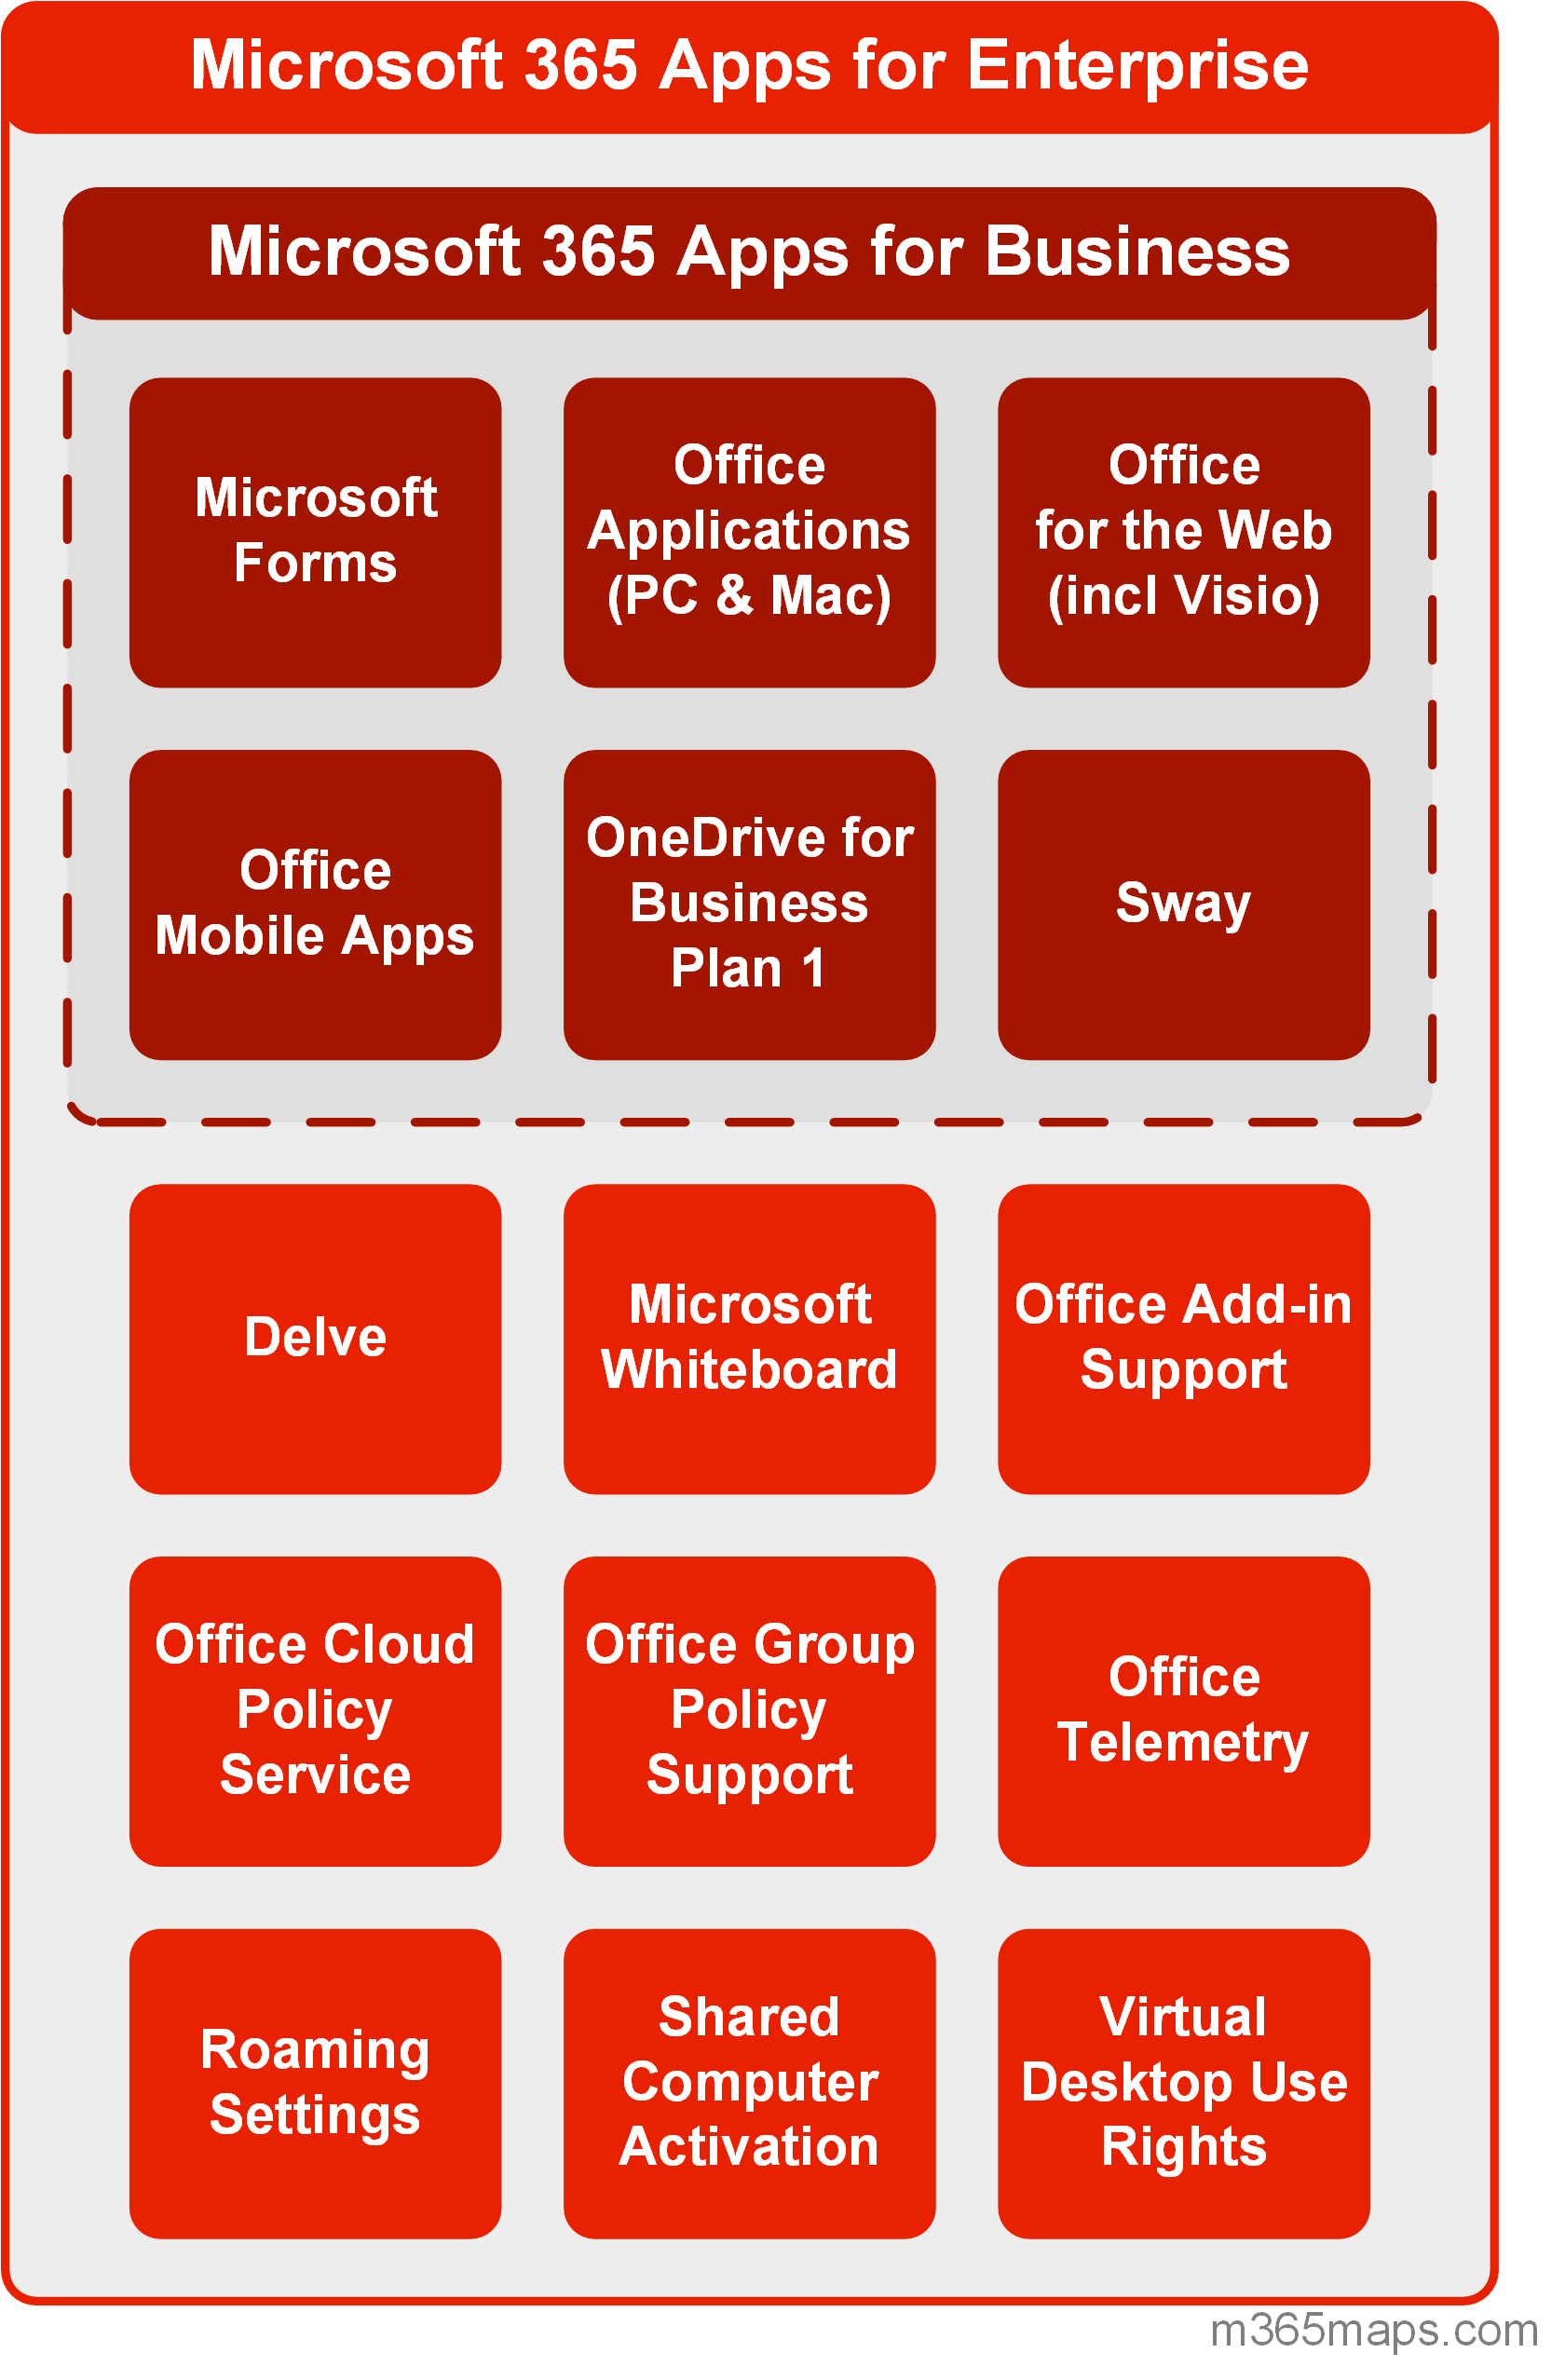 Microsoft 365 Apps for Enterprise
Microsoft 365 Apps for Business
Microsoft
Forms
Office
Applications
(PC & Mac)
Office
for the Web
(incl Visio)
Office
Mobile Apps
OneDrive for
Business
Plan 1
Sway
Delve
Microsoft
Whiteboard
Office Add-in
Support
Office Cloud
Policy
Service
Office Group
Policy
Support
Office
Telemetry
Roaming
Settings
Shared
Computer
Activation
Virtual
Desktop Use
Rights
m365maps.com